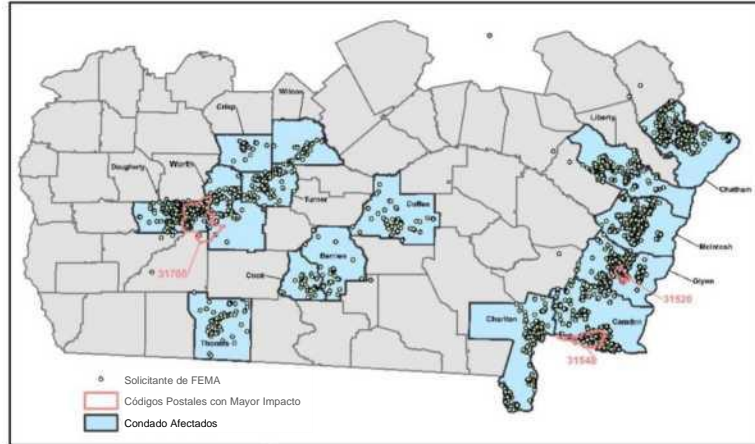 Wilcox
Crisp
Liberty
Dougherty
Worth
Chatham
Turner
Coffee
McIntosh
Berrien
Cook
Glynn
31705
31520
Charlton
Camden
31548
Thomas
Solicitante de FEMA
Códigos Postales con Mayor Impacto
Condado Afectados